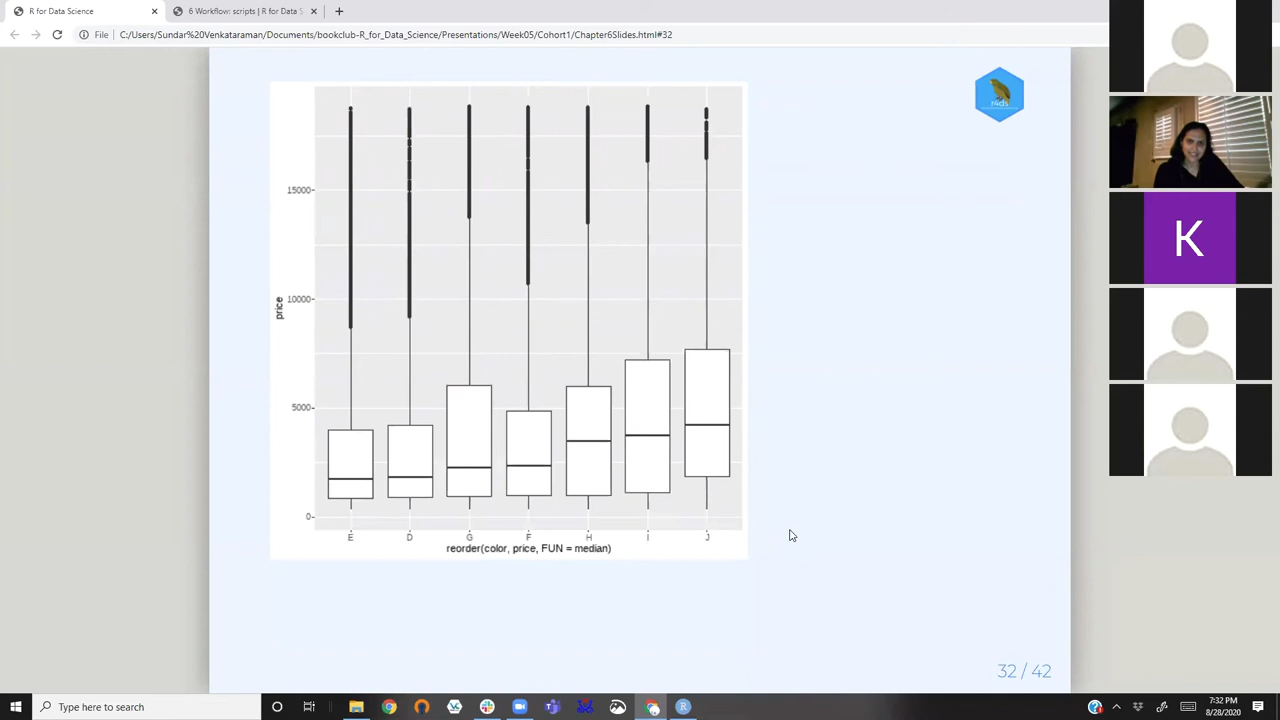 R for Data Science
6 Workflow: scripts | R for Data S
File
C:/Users/Sundar%20Venkataraman/Documents/bookclub-R_for_Data_Science/Presentations/Week05/Cohort1/Chapter6Slides.html#32
r4ds
15000
10000
5000
0
price
E D G F H I J
reorder(color, price, FUN = median)
32 / 42
K
Type here to search
7:32 PM
8/28/2020